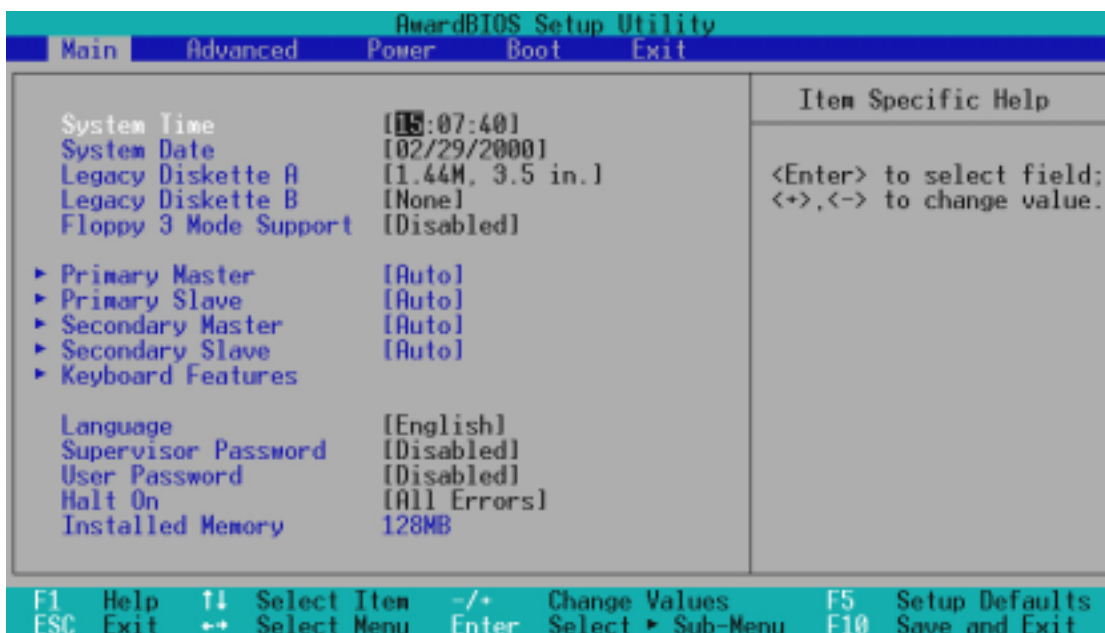 AwardBIOS Setup Utility
Main Advanced Power Boot Exit
Item Specific Help
System Time [15:07:40]
System Date [02/29/2000]
Legacy Diskette A [1.44M, 3.5 in.]
Legacy Diskette B [None]
Floppy 3 Mode Support [Disabled]
<Enter> to select field;
<+>,<-> to change value.
▶ Primary Master [Auto]
▶ Primary Slave [Auto]
▶ Secondary Master [Auto]
▶ Secondary Slave [Auto]
▶ Keyboard Features
Language [English]
Supervisor Password [Disabled]
User Password [Disabled]
Halt On [All Errors]
Installed Memory 128MB
F1 Help ↑↓ Select Item -/+ Change Values F5 Setup Defaults
ESC Exit ←→ Select Menu Enter Select ▶ Sub-Menu F10 Save and Exit